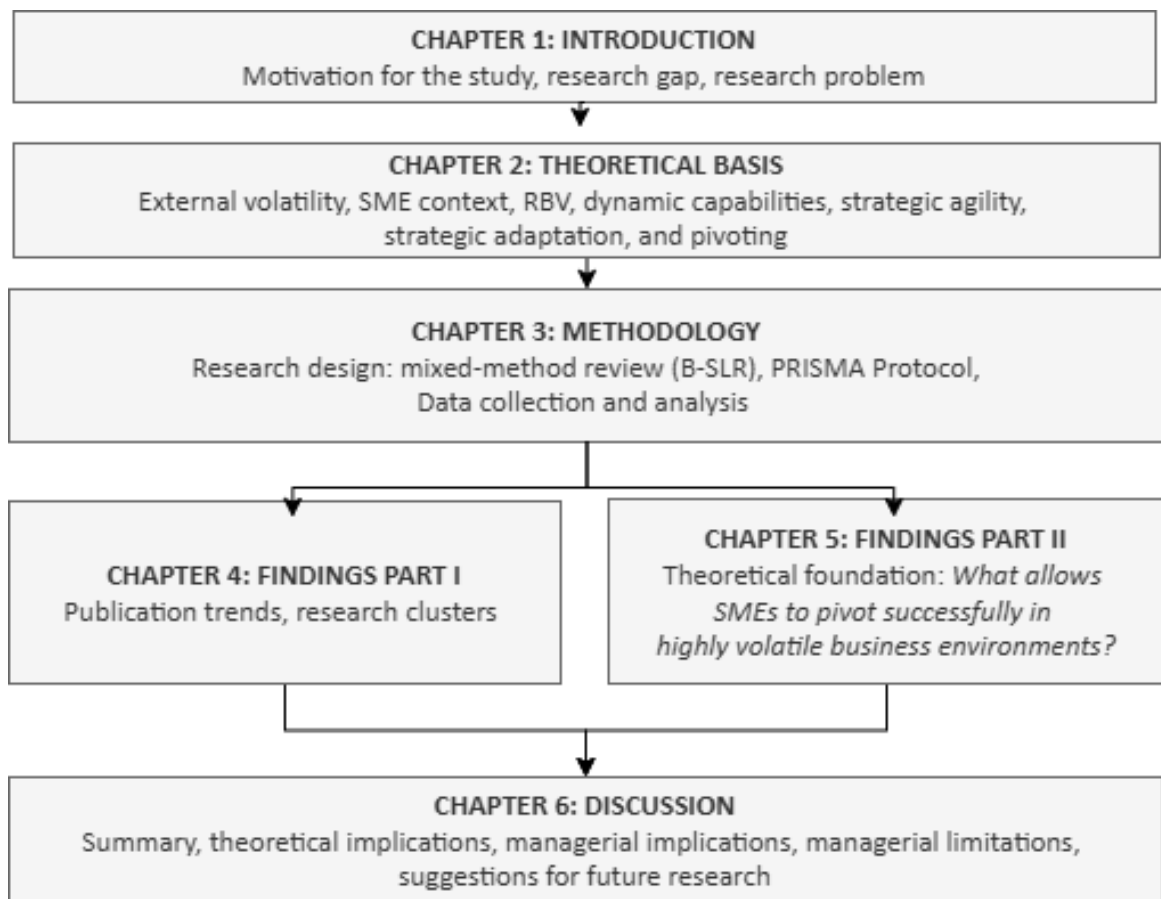 CHAPTER 1: INTRODUCTION
Motivation for the study, research gap, research problem
CHAPTER 2: THEORETICAL BASIS
External volatility, SME context, RBV, dynamic capabilities, strategic agility,
strategic adaptation, and pivoting
CHAPTER 3: METHODOLOGY
Research design: mixed-method review (B-SLR), PRISMA Protocol,
Data collection and analysis
CHAPTER 4: FINDINGS PART I
Publication trends, research clusters
CHAPTER 5: FINDINGS PART II
Theoretical foundation: What allows
SMEs to pivot successfully in
highly volatile business environments?
CHAPTER 6: DISCUSSION
Summary, theoretical implications, managerial implications, managerial limitations,
suggestions for future research